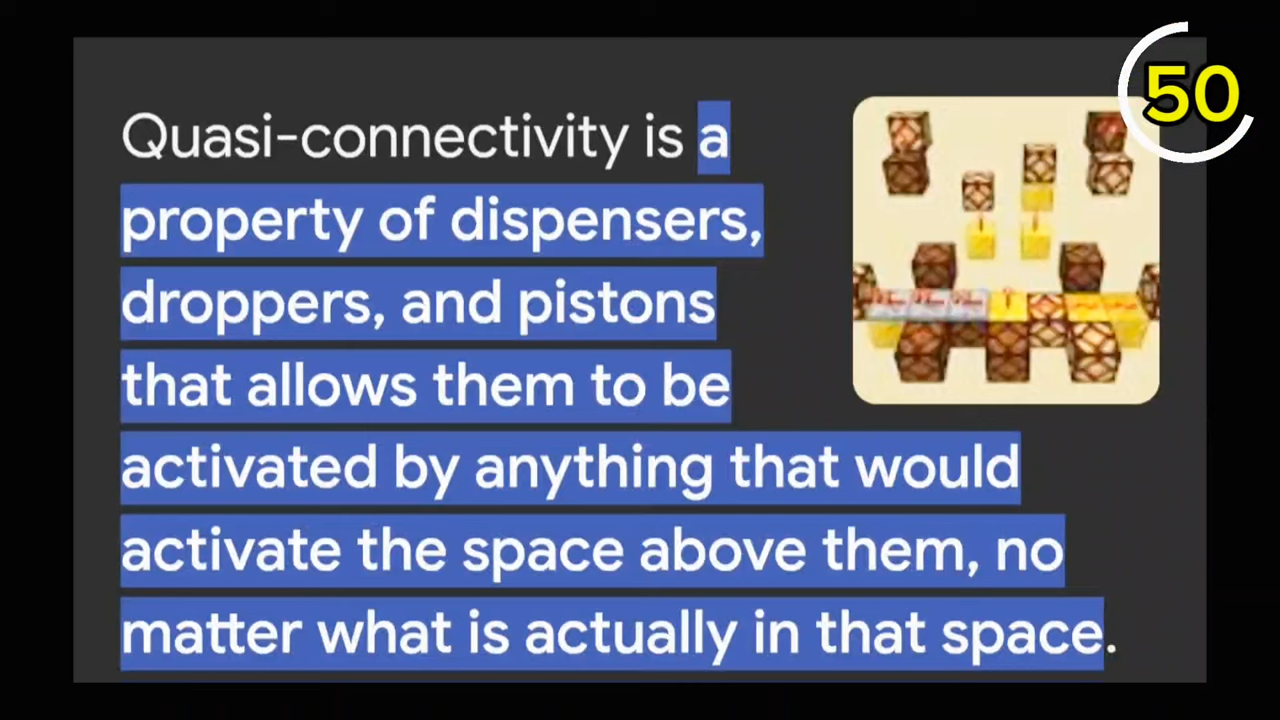 50
Quasi-connectivity is a
property of dispensers,
droppers, and pistons
that allows them to be
activated by anything that would
activate the space above them, no
matter what is actually in that space.